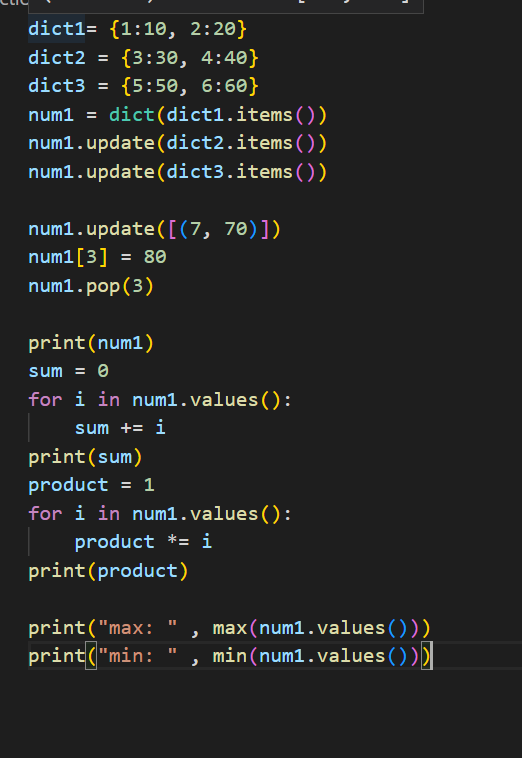 dict1= {1:10, 2:20}
dict2 = {3:30, 4:40}
dict3 = {5:50, 6:60}
num1 = dict(dict1.items())
num1.update(dict2.items())
num1.update(dict3.items())
num1.update([(7, 70)])
num1[3] = 80
num1.pop(3)
print(num1)
sum = 0
for i in num1.values():
sum += i
print(sum)
product = 1
for i in num1.values():
product *= i
print(product)
print("max: " , max(num1.values()))
print("min: " , min(num1.values()))